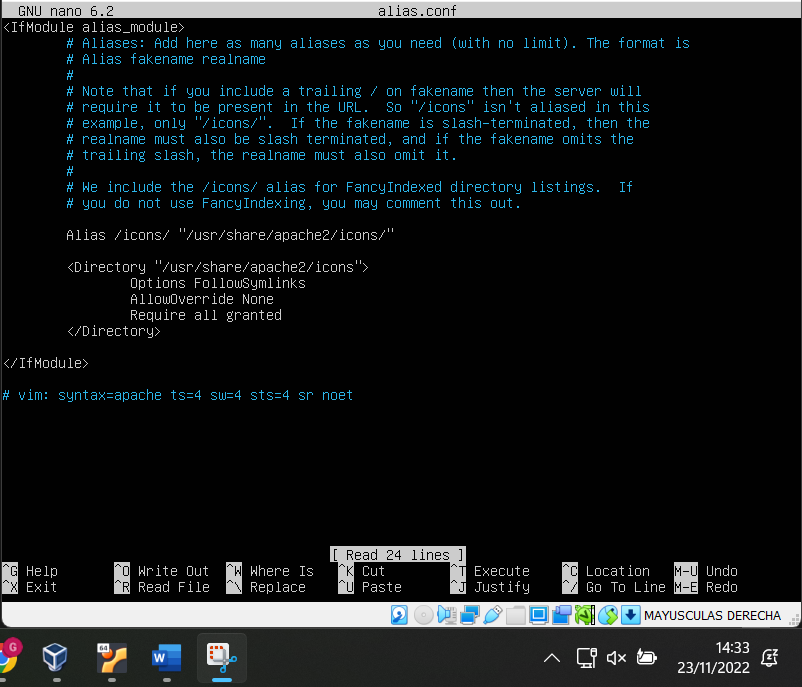 GNU nano 6.2 alias.conf
<IfModule alias_module>
# Aliases: Add here as many aliases as you need (with no limit). The format is
# Alias fakename realname
#
# Note that if you include a trailing / on fakename then the server will
# require it to be present in the URL.  So "/icons" isn't aliased in this
# example, only "/icons/".  If the fakename is slash-terminated, then the
# realname must also be slash terminated, and if the fakename omits the
# trailing slash, the realname must also omit it.
#
# We include the /icons/ alias for FancyIndexed directory listings.  If
# you do not use FancyIndexing, you may comment this out.
Alias /icons/ "/usr/share/apache2/icons/"
<Directory "/usr/share/apache2/icons">
Options FollowSymlinks
AllowOverride None
Require all granted
</Directory>
</IfModule>
# vim: syntax=apache ts=4 sw=4 sts=4 sr noet
[ Read 24 lines ]
^G Help ^O Write Out ^W Where Is ^K Cut ^T Execute ^C Location M-U Undo
^X Exit ^R Read File ^\ Replace ^U Paste ^J Justify ^/ Go To Line M-E Redo
MAYUSCULAS DERECHA
G 64 W 14:33
23/11/2022